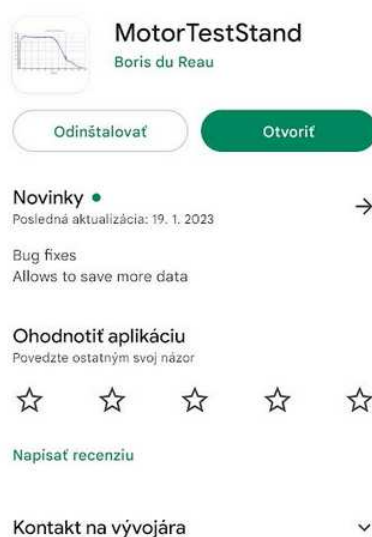 MotorTestStand
Boris du Reau
Odinštalovať
Otvoriť
Novinky
Posledná aktualizácia: 19. 1. 2023
Bug fixes
Allows to save more data
Ohodnotiť aplikáciu
Povedzte ostatným svoj názor
Napísať recenziu
Kontakt na vývojára